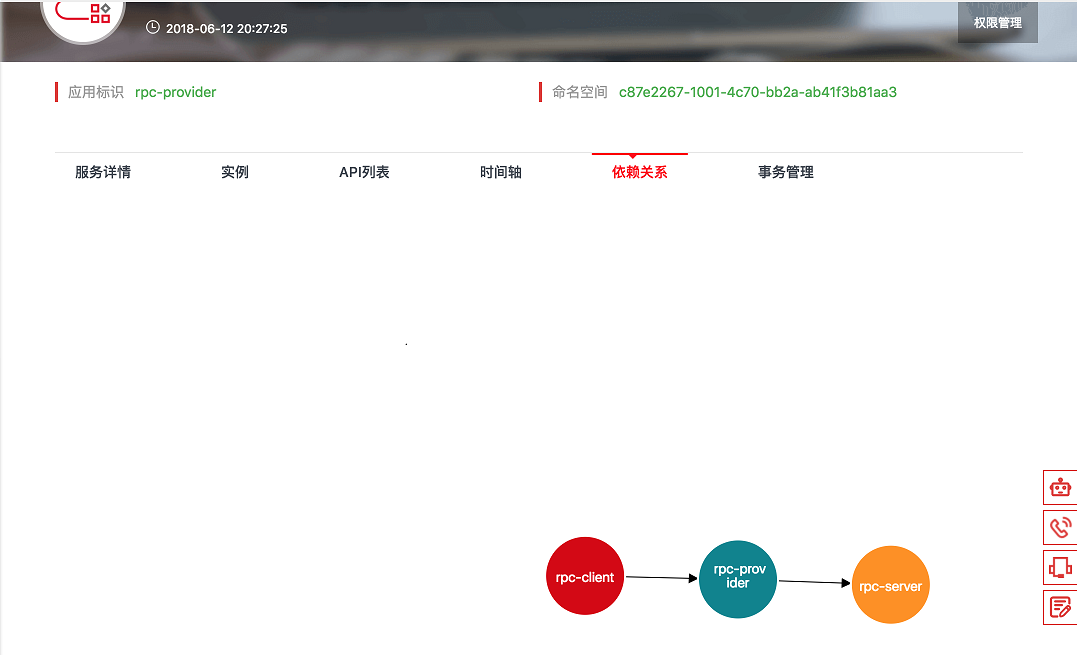 2018-06-12 20:27:25
权限管理
应用标识 rpc-provider
命名空间 c87e2267-1001-4c70-bb2a-ab41f3b81aa3
服务详情 实例 API列表 时间轴 依赖关系 事务管理
rpc-client
rpc-prov
ider
rpc-server